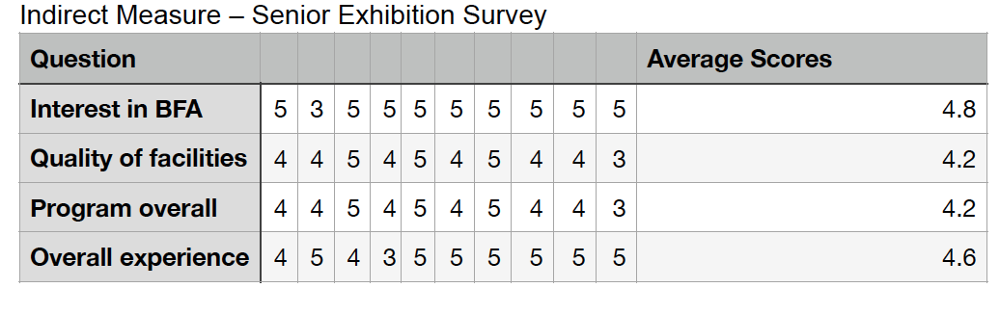 Indirect Measure – Senior Exhibition Survey
Question Average Scores
Interest in BFA 5 3 5 5 5 5 5 5 5 5 4.8
Quality of facilities 4 4 5 4 5 4 5 4 4 3 4.2
Program overall 4 4 5 4 5 4 5 4 4 3 4.2
Overall experience 4 5 4 3 5 5 5 5 5 5 4.6